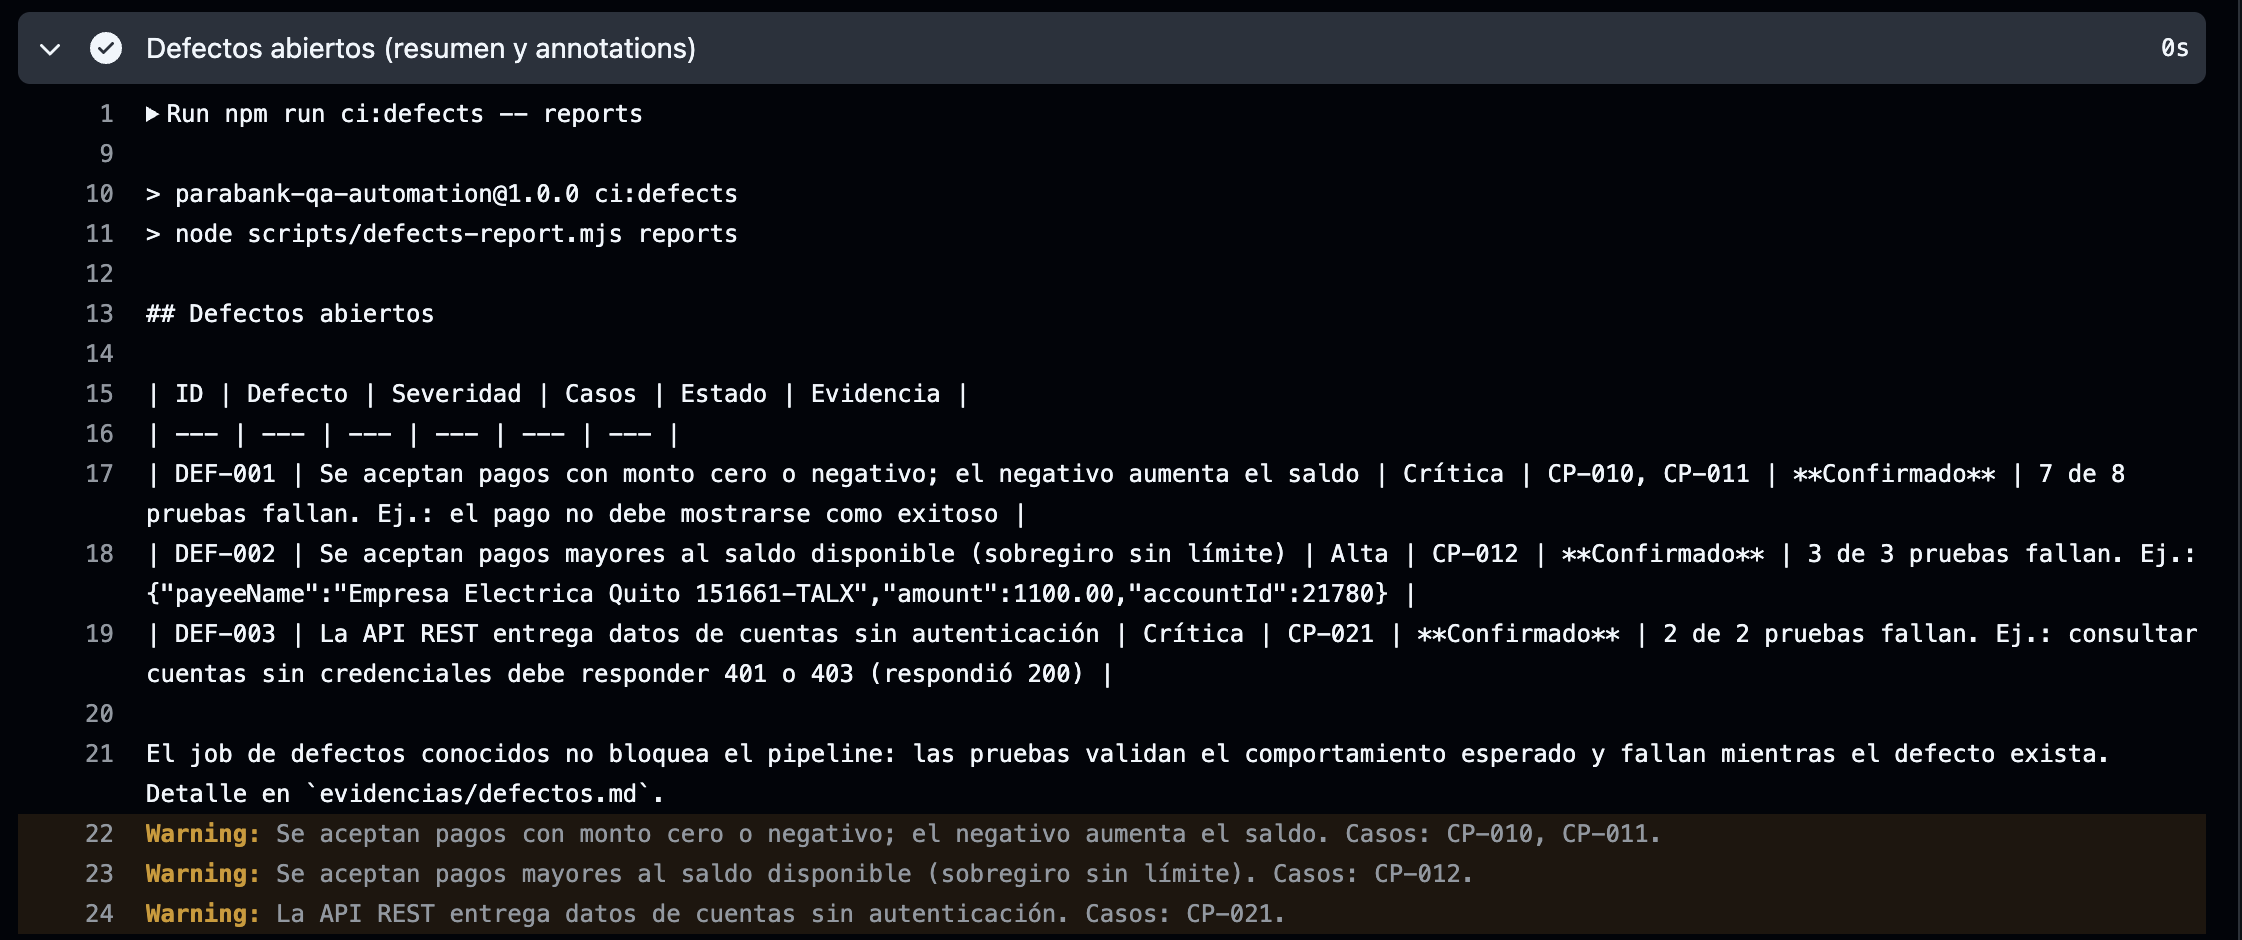 Defectos abiertos (resumen y annotations) 0s
1 Run npm run ci:defects -- reports
9
10 > parabank-qa-automation@1.0.0 ci:defects
11 > node scripts/defects-report.mjs reports
12
13 ## Defectos abiertos
14
15 | ID | Defecto | Severidad | Casos | Estado | Evidencia |
16 | --- | --- | --- | --- | --- | --- |
17 | DEF-001 | Se aceptan pagos con monto cero o negativo; el negativo aumenta el saldo | Crítica | CP-010, CP-011 | **Confirmado** | 7 de 8
pruebas fallan. Ej.: el pago no debe mostrarse como exitoso |
18 | DEF-002 | Se aceptan pagos mayores al saldo disponible (sobregiro sin límite) | Alta | CP-012 | **Confirmado** | 3 de 3 pruebas fallan. Ej.:
{"payeeName":"Empresa Electrica Quito 151661-TALX","amount":1100.00,"accountId":21780} |
19 | DEF-003 | La API REST entrega datos de cuentas sin autenticación | Crítica | CP-021 | **Confirmado** | 2 de 2 pruebas fallan. Ej.: consultar
cuentas sin credenciales debe responder 401 o 403 (respondió 200) |
20
21 El job de defectos conocidos no bloquea el pipeline: las pruebas validan el comportamiento esperado y fallan mientras el defecto exista.
Detalle en `evidencias/defectos.md`.
22 Warning: Se aceptan pagos con monto cero o negativo; el negativo aumenta el saldo. Casos: CP-010, CP-011.
23 Warning: Se aceptan pagos mayores al saldo disponible (sobregiro sin límite). Casos: CP-012.
24 Warning: La API REST entrega datos de cuentas sin autenticación. Casos: CP-021.